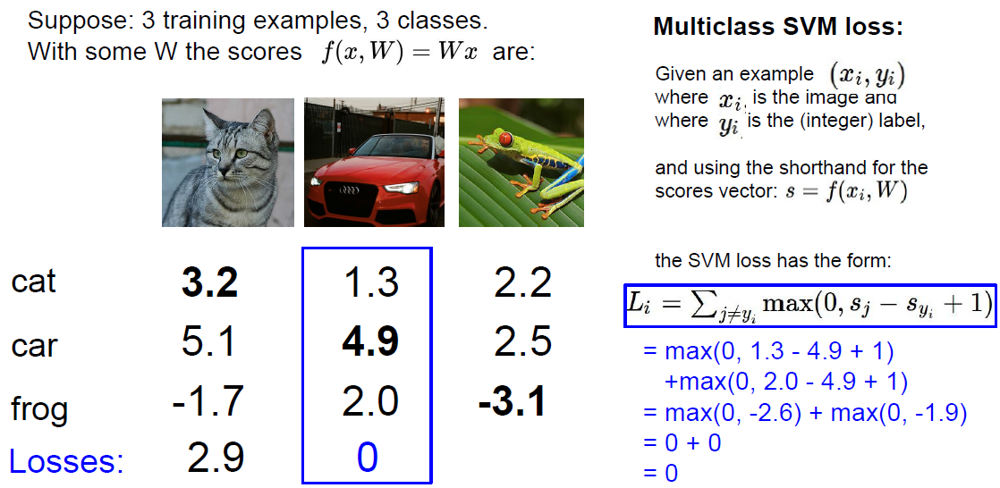 Suppose: 3 training examples, 3 classes.
With some W the scores f(x, W) = Wx are:
cat 3.2 1.3 2.2
car 5.1 4.9 2.5
frog -1.7 2.0 -3.1
Losses: 2.9 0
Multiclass SVM loss:
Given an example (x_i, y_i)
where x_i is the image and
where y_i is the (integer) label,
and using the shorthand for the
scores vector: s = f(x_i, W)
the SVM loss has the form:
L_i = ∑_{j≠y_i} max(0, s_j − s_{y_i} + 1)
= max(0, 1.3 - 4.9 + 1)
+max(0, 2.0 - 4.9 + 1)
= max(0, -2.6) + max(0, -1.9)
= 0 + 0
= 0